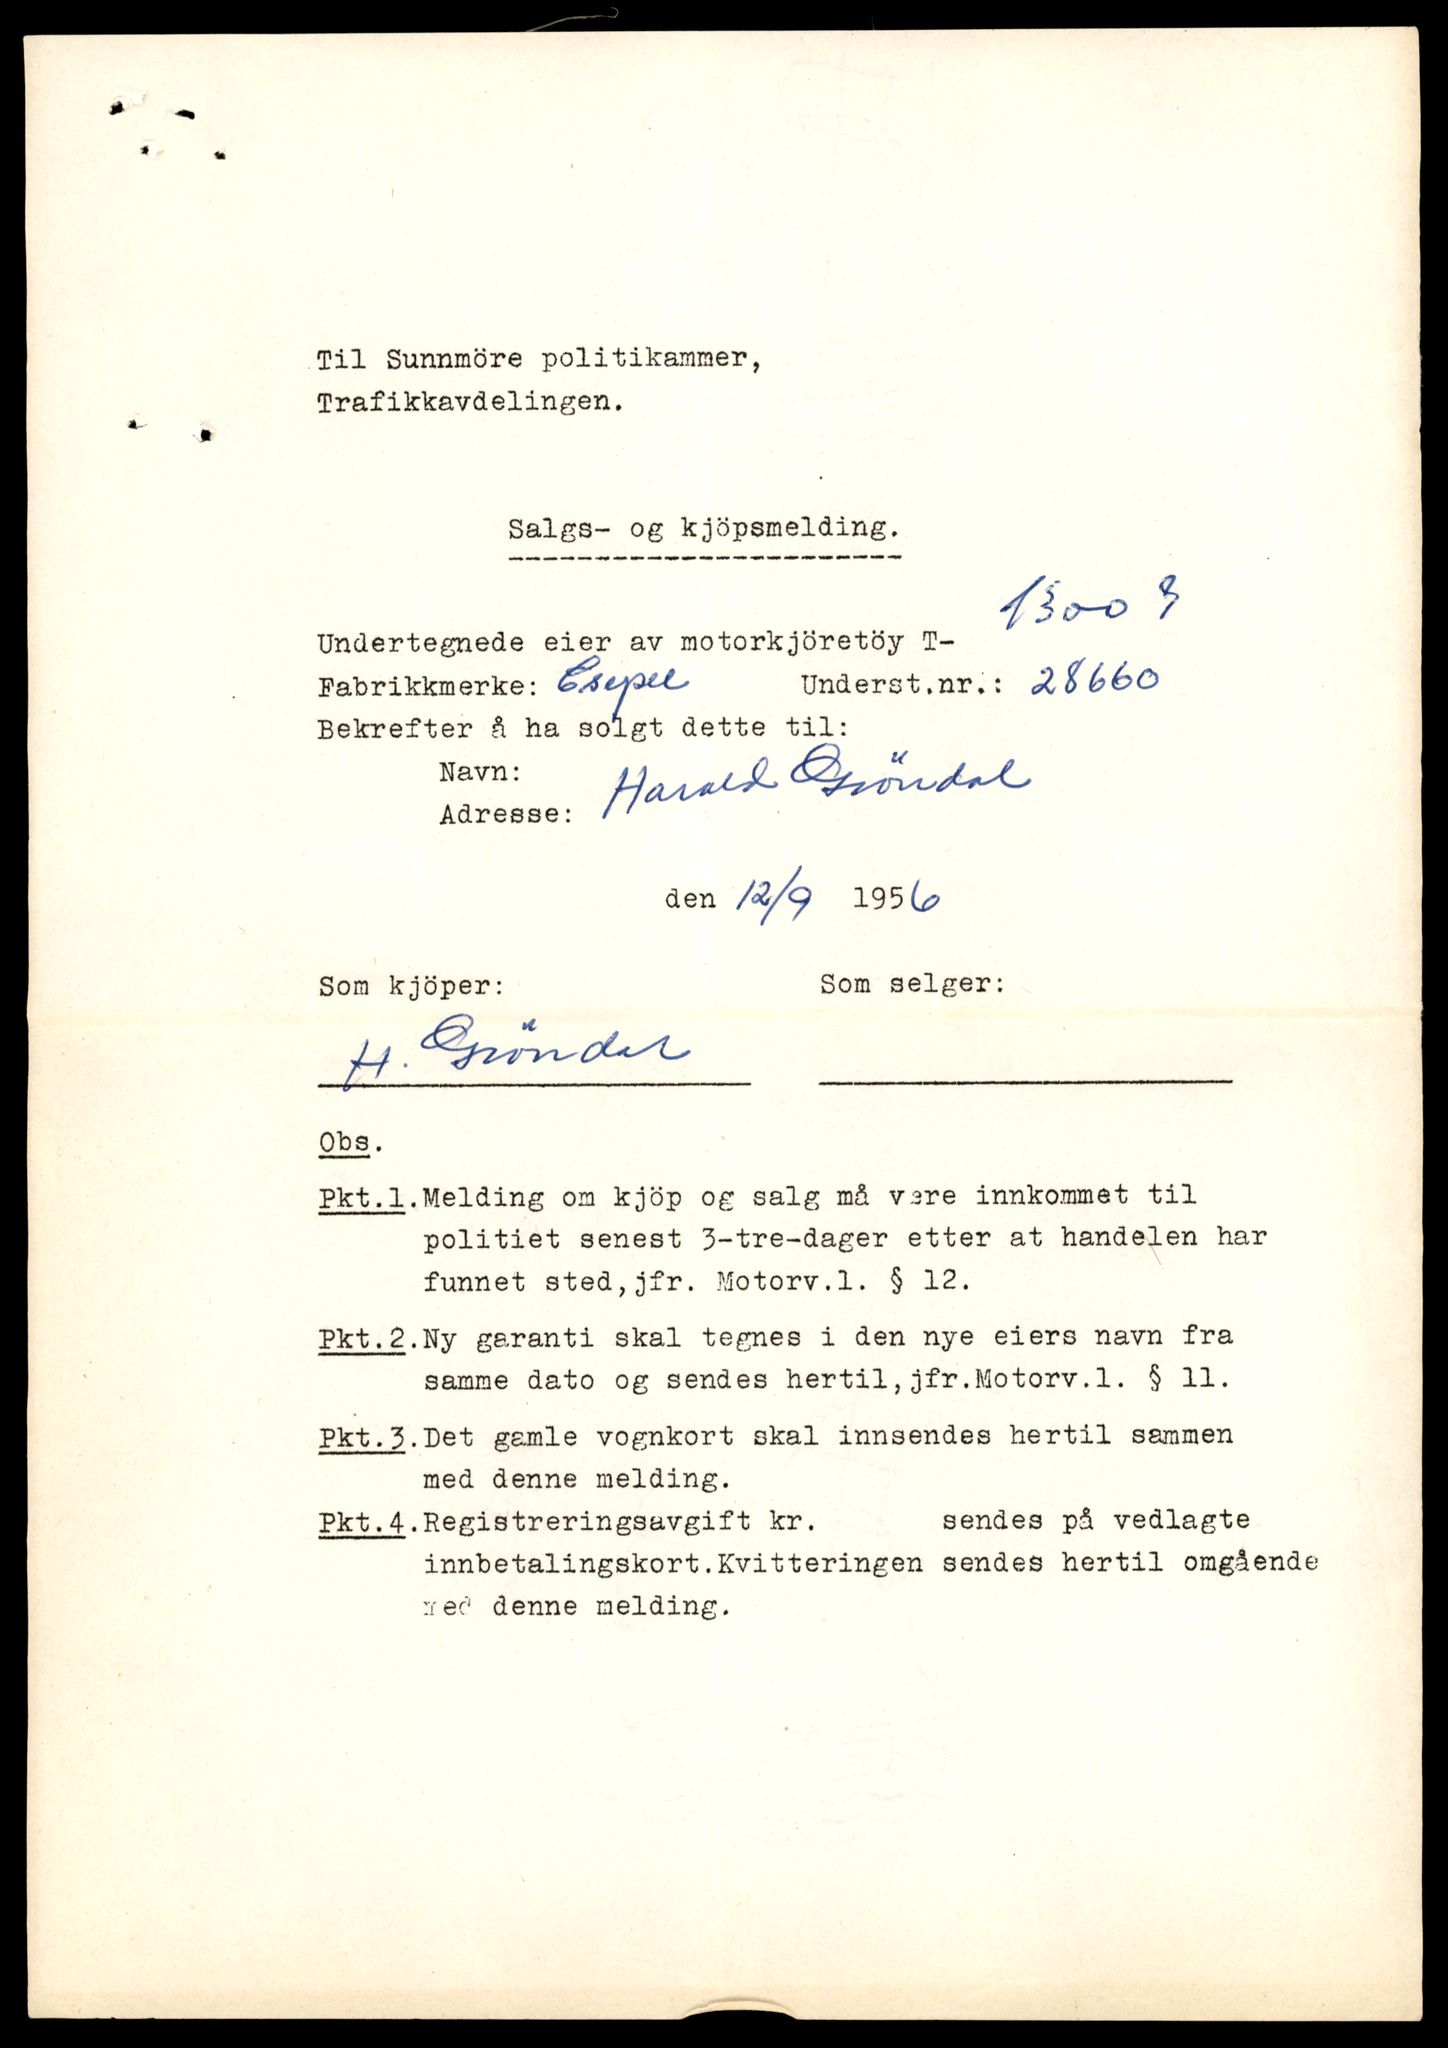 Til Sunnmöre politikammer,
Trafikkavdelingen.
Salgs- og kjöpsmelding.
Undertegnede eier av motorkjöretöy T- 13003
Fabrikkmerke: Csepel Underst.nr.: 28660
Bekrefter å ha solgt dette til:
Navn: Harald Gröndal
Adresse:
den 12/9 1956
Som kjöper: Som selger:
H. Gröndal
Obs.
Pkt.1. Melding om kjöp og salg må være innkommet til
politiet senest 3-tre-dager etter at handelen har
funnet sted, jfr. Motorv.l. § 12.
Pkt.2. Ny garanti skal tegnes i den nye eiers navn fra
samme dato og sendes hertil, jfr.Motorv.l. § 11.
Pkt.3. Det gamle vognkort skal innsendes hertil sammen
med denne melding.
Pkt.4. Registreringsavgift kr. sendes på vedlagte
innbetalingskort.Kvitteringen sendes hertil omgående
med denne melding.